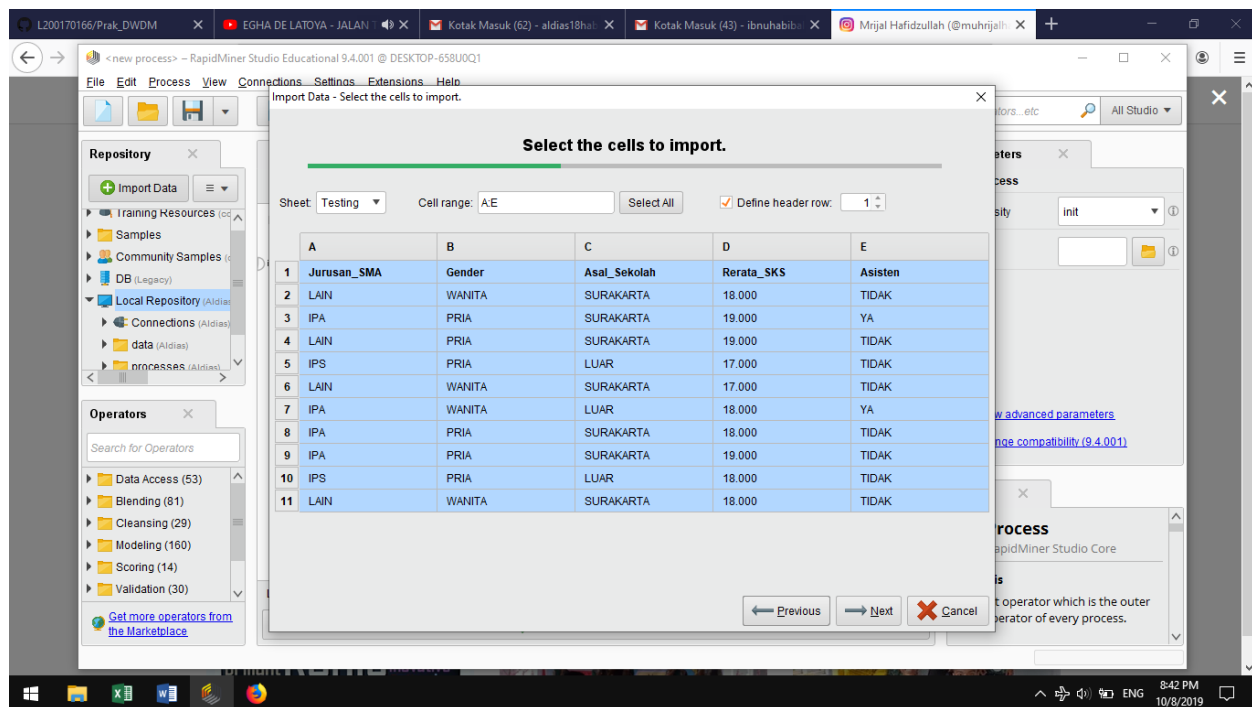 L200170166/Prak_DWDM
EGHA DE LATOYA - JALAN T
Kotak Masuk (62) - aldias18hab
Kotak Masuk (43) - ibnuhabibal
Mrijal Hafidzullah (@muhrijalh
<new process> – RapidMiner Studio Educational 9.4.001 @ DESKTOP-658U0Q1
File Edit Process View Connections Settings Extensions Help
Import Data - Select the cells to import.
ators...etc
All Studio
Select the cells to import.
Repository
Import Data
Training Resources
Samples
Community Samples
DB (Legacy)
Local Repository (Aldias
Connections (Aldias)
data (Aldias)
processes (Aldias)
Sheet: Testing Cell range: A:E Select All Define header row: 1
A B C D E
1 Jurusan_SMA Gender Asal_Sekolah Rerata_SKS Asisten
2 LAIN WANITA SURAKARTA 18.000 TIDAK
3 IPA PRIA SURAKARTA 19.000 YA
4 LAIN PRIA SURAKARTA 19.000 TIDAK
5 IPS PRIA LUAR 17.000 TIDAK
6 LAIN WANITA SURAKARTA 17.000 TIDAK
7 IPA WANITA LUAR 18.000 YA
8 IPA PRIA SURAKARTA 18.000 TIDAK
9 IPA PRIA SURAKARTA 19.000 TIDAK
10 IPS PRIA LUAR 18.000 TIDAK
11 LAIN WANITA SURAKARTA 18.000 TIDAK
Previous Next Cancel
Operators
Search for Operators
Data Access (53)
Blending (81)
Cleansing (29)
Modeling (160)
Scoring (14)
Validation (30)
Get more operators from
the Marketplace
eters
cess
sity init
w advanced parameters
nge compatibility (9.4.001)
rocess
apidMiner Studio Core
is
t operator which is the outer
perator of every process.
ENG
8:42 PM
10/8/2019